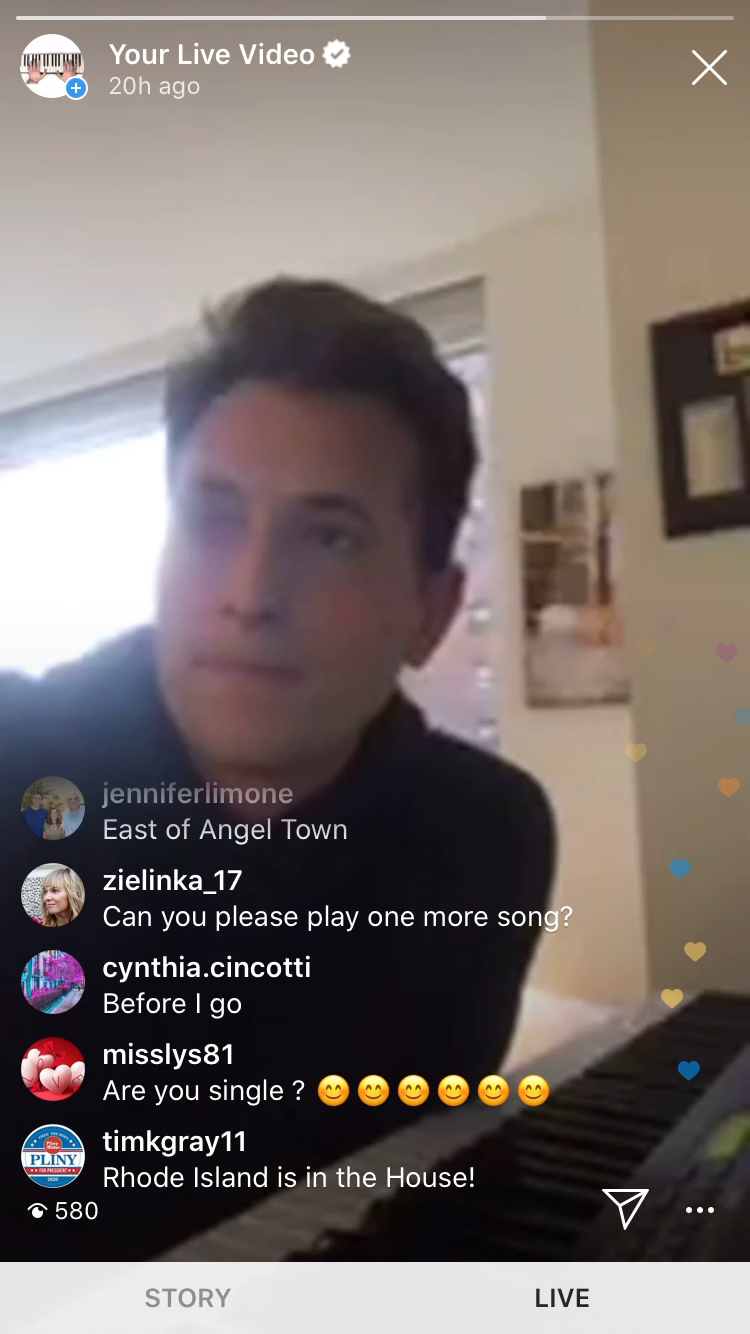 Your Live Video
20h ago
jenniferlimone
East of Angel Town
zielinka_17
Can you please play one more song?
cynthia.cincotti
Before I go
misslys81
Are you single ? 😊😊😊😊😊😊
timkgray11
PLINY
Rhode Island is in the House!
580
STORY
LIVE